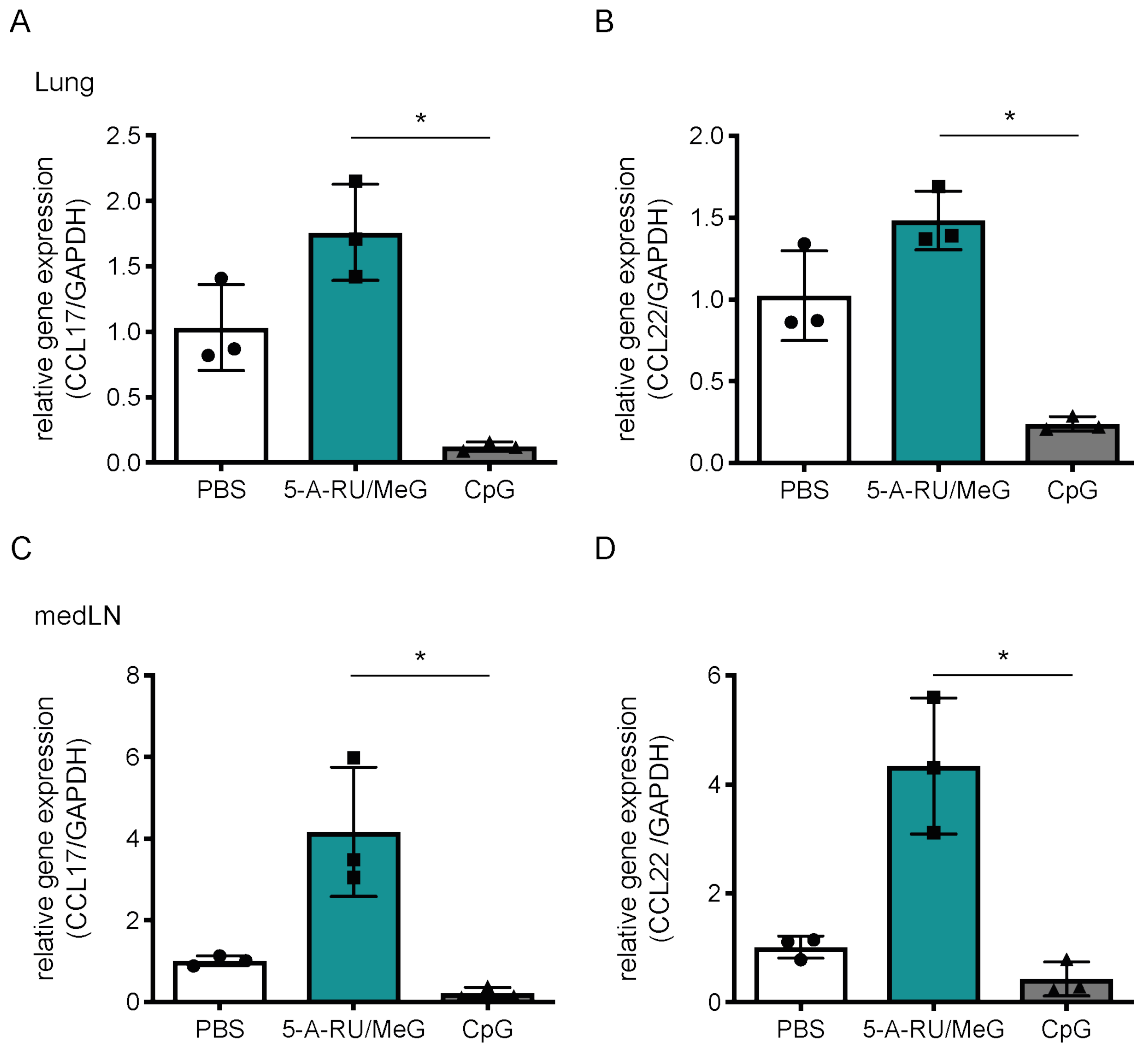 A
B
Lung
relative gene expression
(CCL17/GAPDH)
2.5
2.0
1.5
1.0
0.5
0.0
*
PBS
5-A-RU/MeG
CpG
relative gene expression
(CCL22/GAPDH)
2.0
1.5
1.0
0.5
0.0
*
PBS
5-A-RU/MeG
CpG
C
D
medLN
relative gene expression
(CCL17/GAPDH)
8
6
4
2
0
*
PBS
5-A-RU/MeG
CpG
relative gene expression
(CCL22 /GAPDH)
6
4
2
0
*
PBS
5-A-RU/MeG
CpG